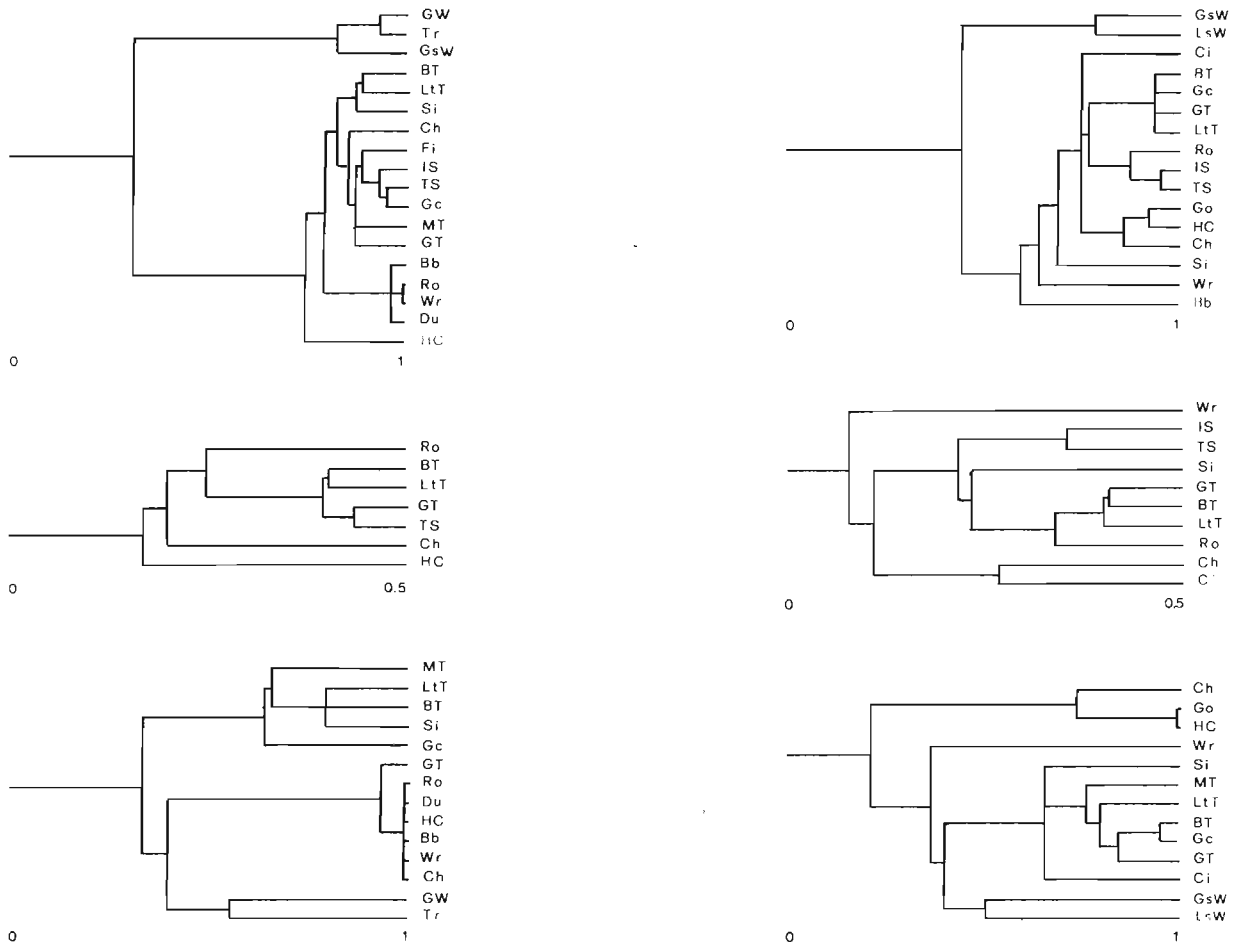 GW
Tr
GsW
BT
LtT
Si
Ch
Fi
IS
TS
Gc
MT
GT
Bb
Ro
Wr
Du
HC
0 1
GsW
LsW
Ci
BT
Gc
GT
LtT
Ro
IS
TS
Go
HC
Ch
Si
Wr
Bb
0 1
Ro
BT
LtT
GT
TS
Ch
HC
0 0.5
Wr
IS
TS
Si
GT
BT
LtT
Ro
Ch
0 0.5
MT
LtT
BT
Si
Gc
GT
Ro
Du
HC
Bb
Wr
Ch
GW
Tr
0 1
Ch
Go
HC
Wr
Si
MT
LtT
BT
Gc
GT
Ci
GsW
LsW
0 1